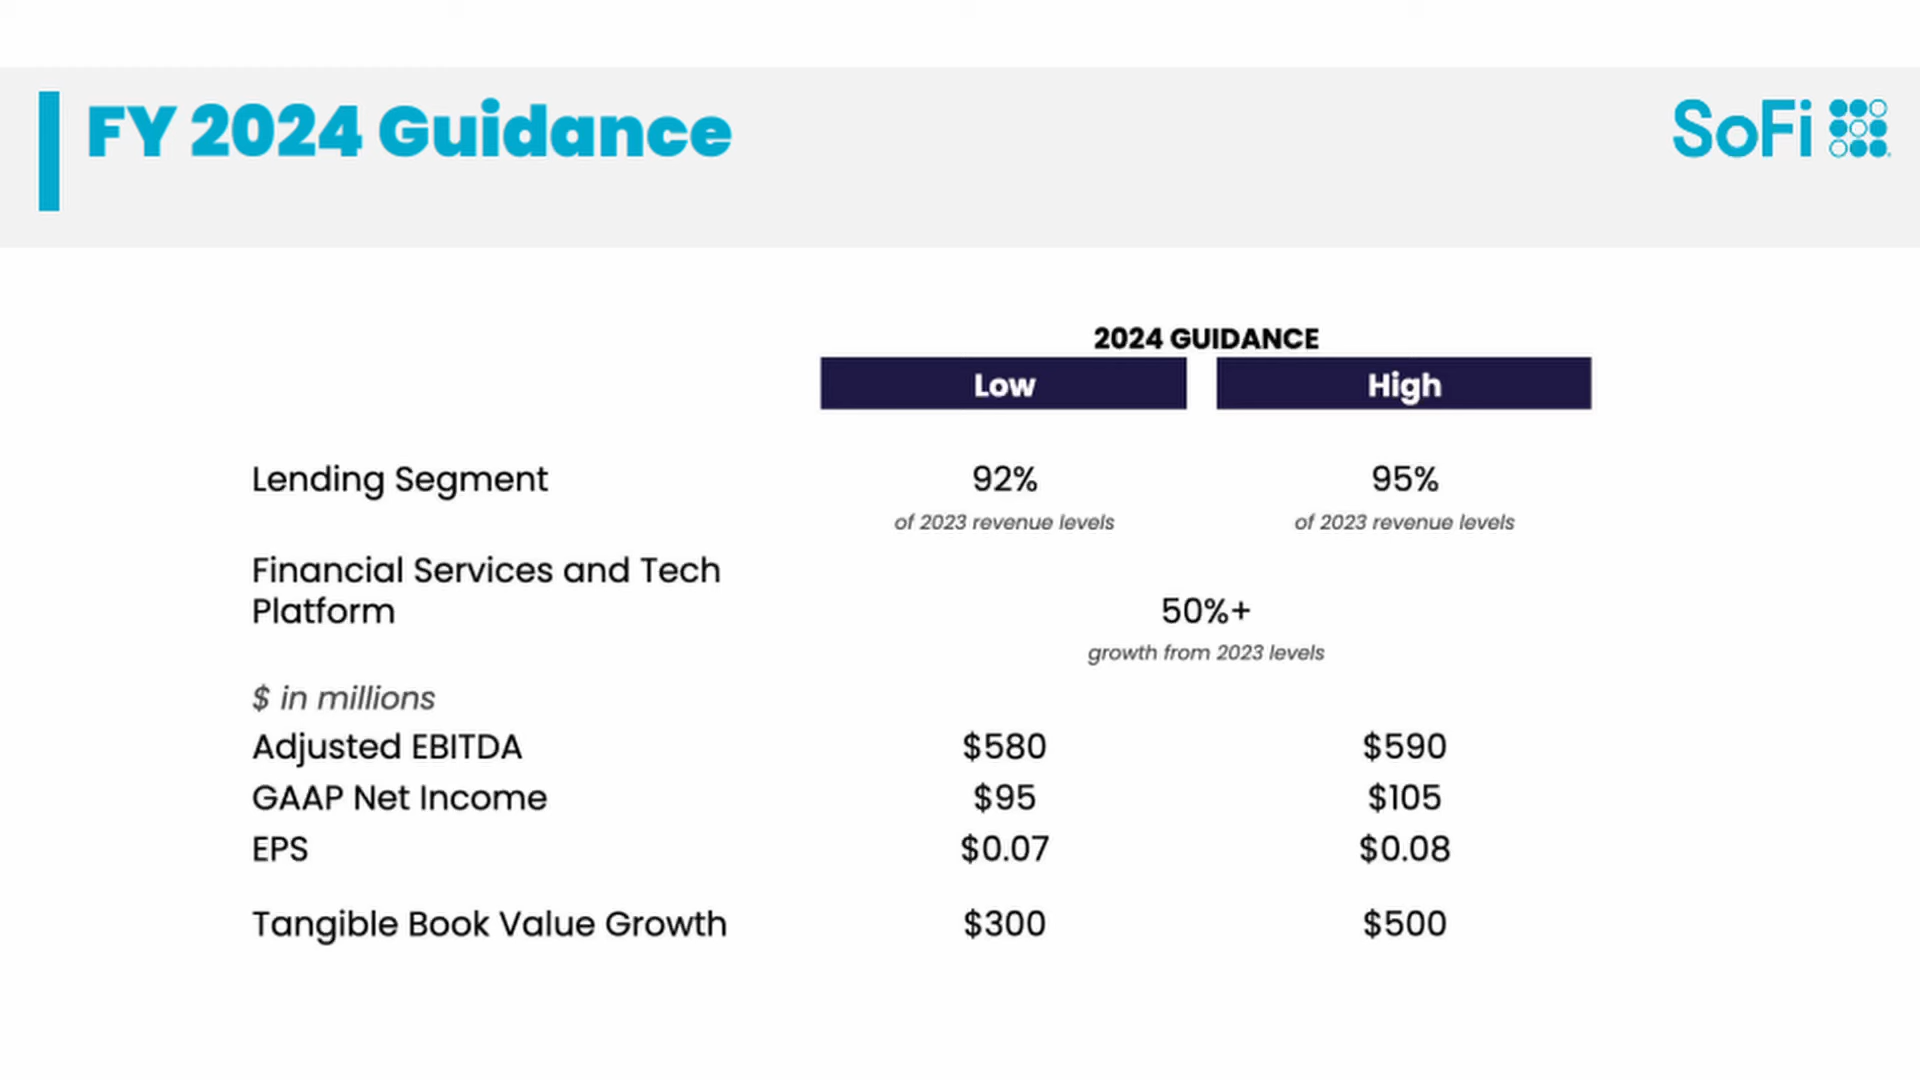 FY 2024 Guidance
SoFi
2024 GUIDANCE
Low High
Lending Segment 92% 95%
of 2023 revenue levels of 2023 revenue levels
Financial Services and Tech
Platform 50%+
growth from 2023 levels
$ in millions
Adjusted EBITDA $580 $590
GAAP Net Income $95 $105
EPS $0.07 $0.08
Tangible Book Value Growth $300 $500